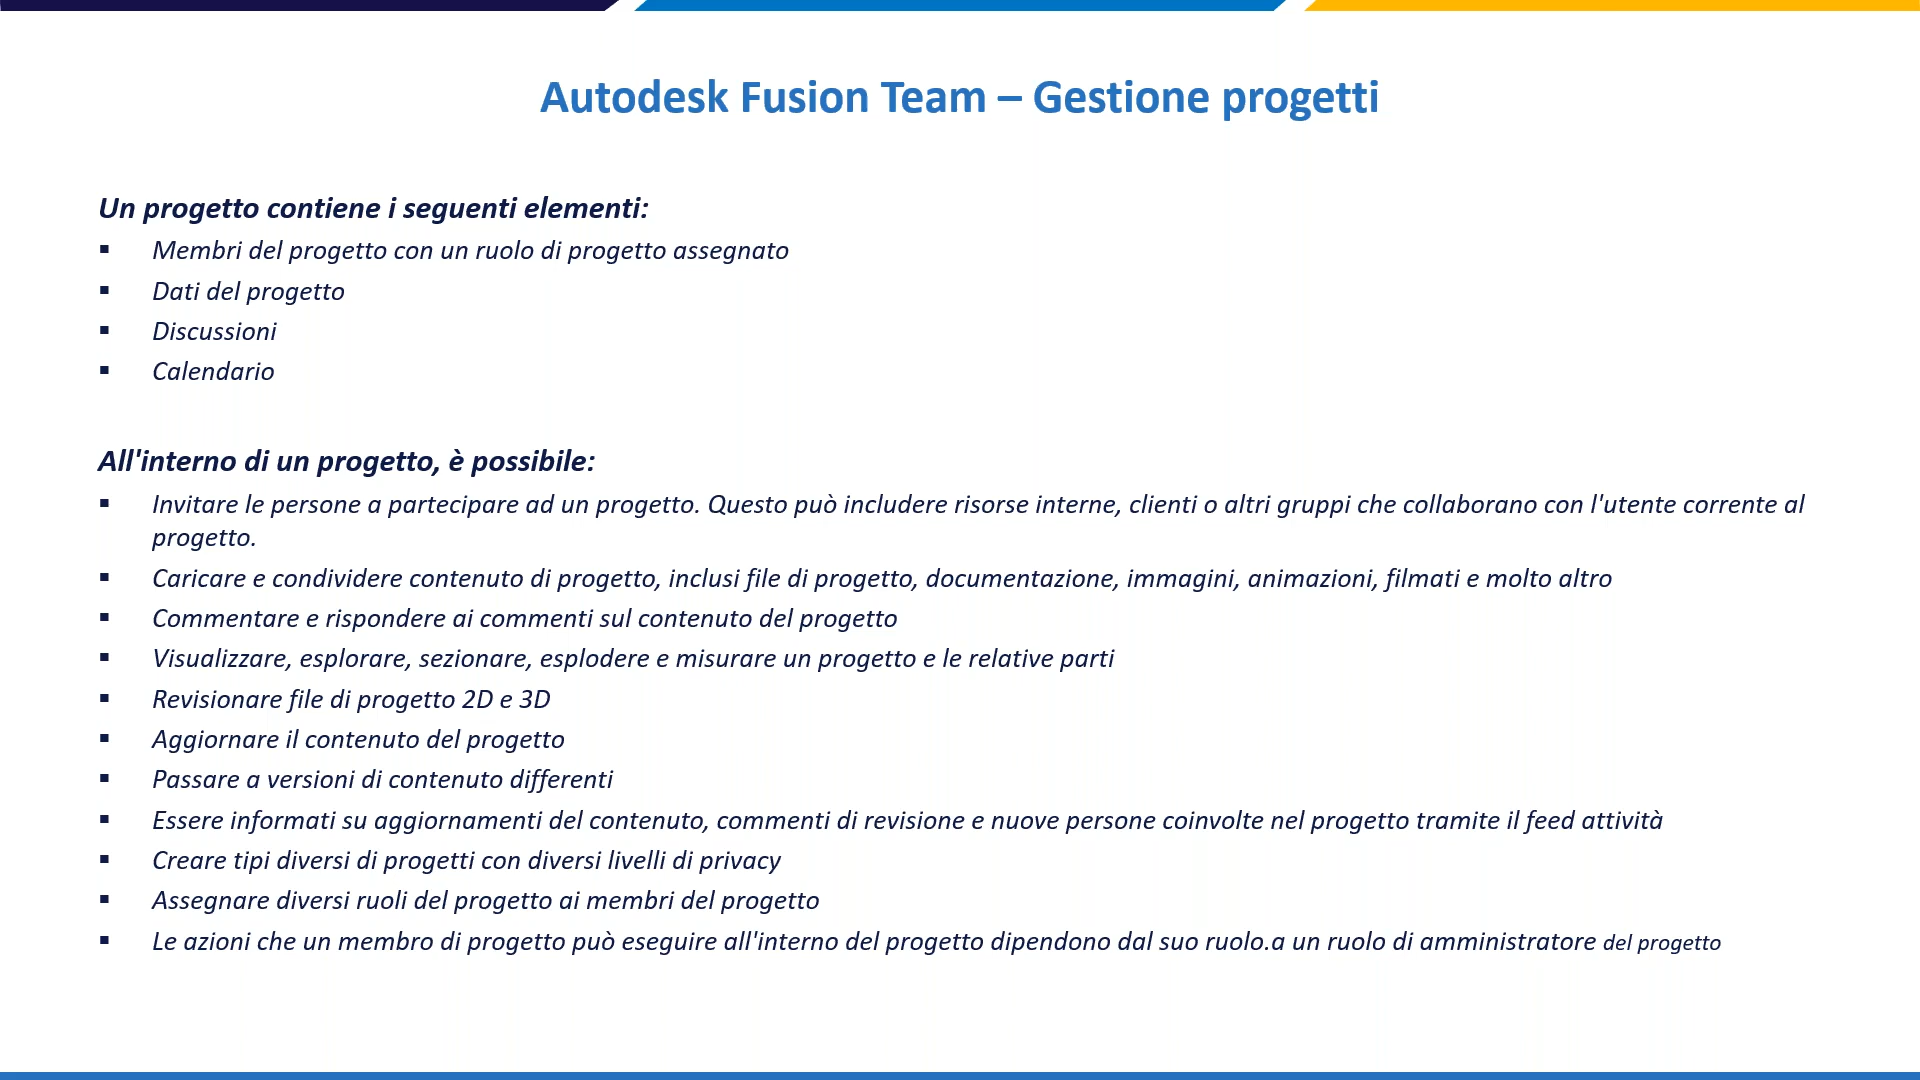 Autodesk Fusion Team – Gestione progetti
Un progetto contiene i seguenti elementi:
▪ Membri del progetto con un ruolo di progetto assegnato
▪ Dati del progetto
▪ Discussioni
▪ Calendario
All'interno di un progetto, è possibile:
▪ Invitare le persone a partecipare ad un progetto. Questo può includere risorse interne, clienti o altri gruppi che collaborano con l'utente corrente al
progetto.
▪ Caricare e condividere contenuto di progetto, inclusi file di progetto, documentazione, immagini, animazioni, filmati e molto altro
▪ Commentare e rispondere ai commenti sul contenuto del progetto
▪ Visualizzare, esplorare, sezionare, esplodere e misurare un progetto e le relative parti
▪ Revisionare file di progetto 2D e 3D
▪ Aggiornare il contenuto del progetto
▪ Passare a versioni di contenuto differenti
▪ Essere informati su aggiornamenti del contenuto, commenti di revisione e nuove persone coinvolte nel progetto tramite il feed attività
▪ Creare tipi diversi di progetti con diversi livelli di privacy
▪ Assegnare diversi ruoli del progetto ai membri del progetto
▪ Le azioni che un membro di progetto può eseguire all'interno del progetto dipendono dal suo ruolo.a un ruolo di amministratore del progetto